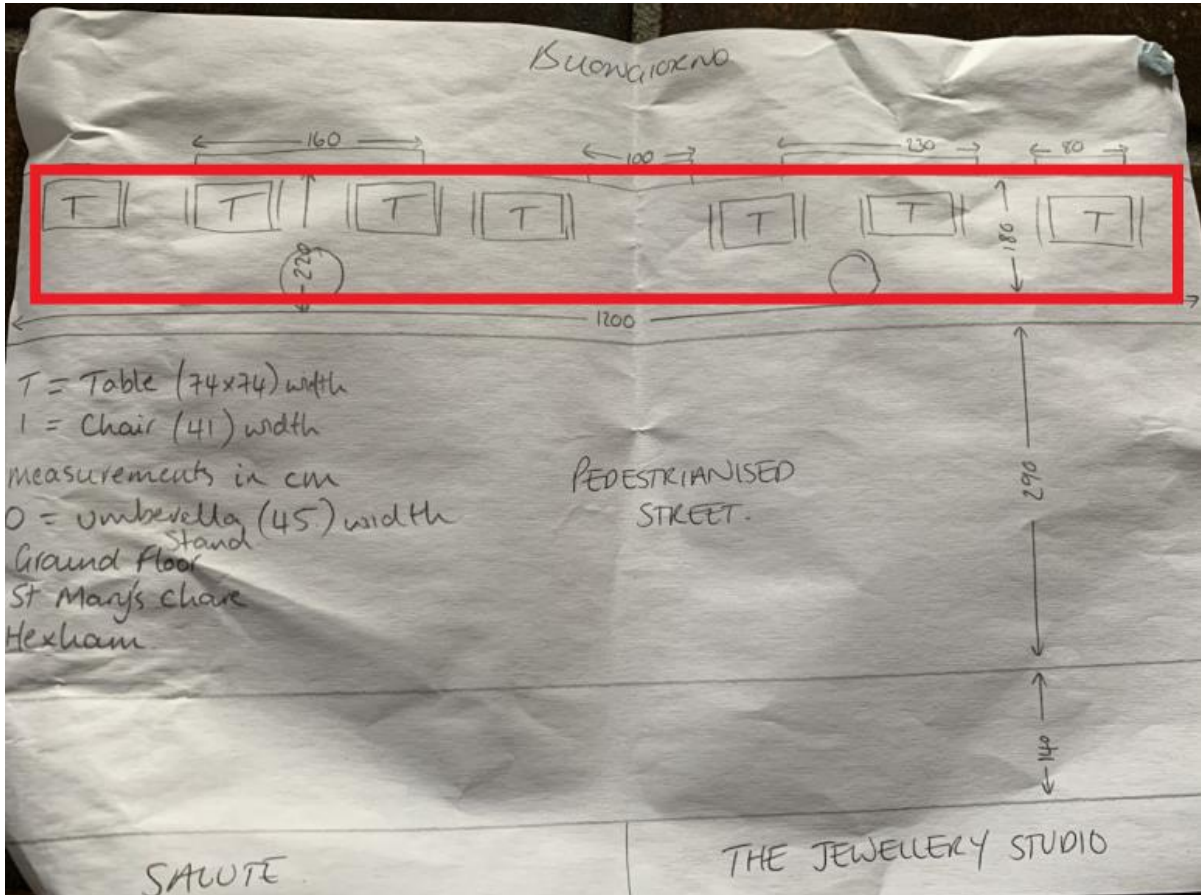 BUONGIORNO
160
100
230
80
T T T T T T T
220
180
1200
T = Table (74x74) width
1 = Chair (41) width
measurements in cm
O = umberella (45) width
Stand
Ground Floor
St Mary's Chare
Hexham
PEDESTRIANISED
STREET.
290
140
SALUTE
THE JEWELLERY STUDIO